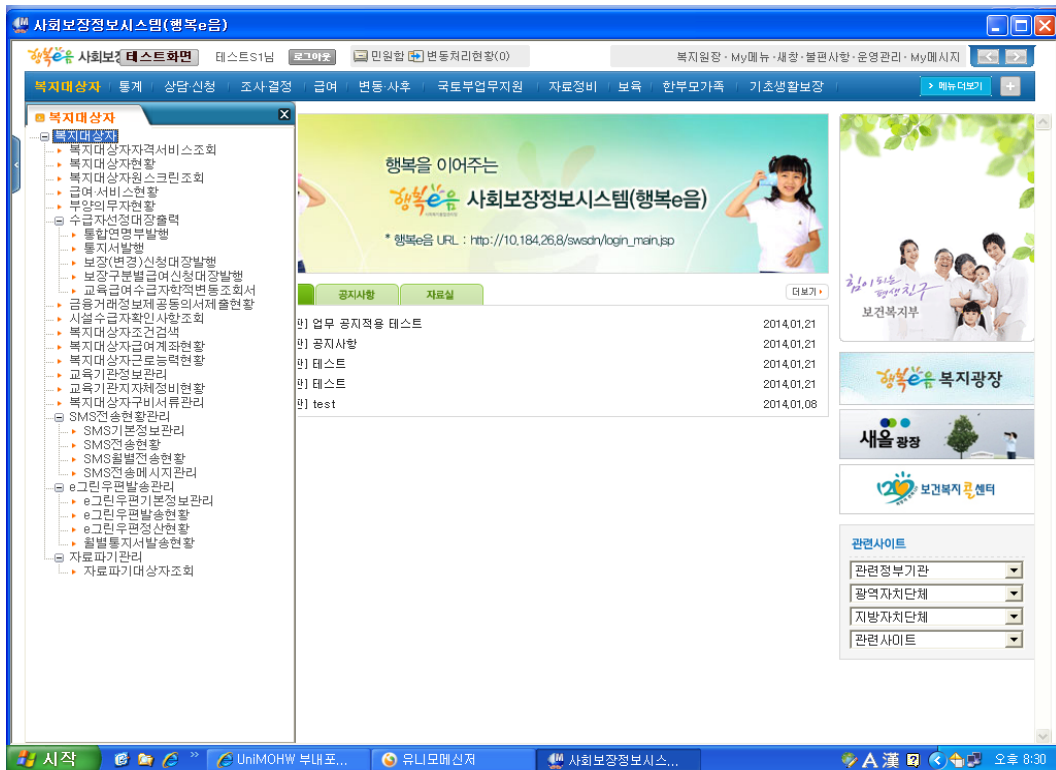 사회보장정보시스템(행복e음)
행복e음 사회보장 테스트화면 테스트S1님 로그아웃 민원함 변동처리현황(0) 복지원장 · My메뉴 · 새창 · 불편사항 · 운영관리 · My메시지
복지대상자 통계 상담·신청 조사·결정 급여 변동·사후 국토부업무지원 자료정비 보육 한부모가족 기초생활보장 메뉴더보기
복지대상자
복지대상자
복지대상자자격서비스조회
복지대상자현황
복지대상자원스크린조회
급여·서비스현황
부양의무자현황
수급자선정대장출력
통합연명부발행
통지서발행
보장(변경)신청대장발행
보장구분별급여신청대장발행
교육급여수급자학적변동조회서
금융거래정보제공동의서제출현황
시설수급자확인사항조회
복지대상자조건검색
복지대상자급여계좌현황
복지대상자근로능력현황
교육기관정보관리
교육기관지자체정비현황
복지대상자구비서류관리
SMS전송현황관리
SMS기본정보관리
SMS전송현황
SMS월별전송현황
SMS전송메시지관리
e그린우편발송관리
e그린우편기본정보관리
e그린우편발송현황
e그린우편정산현황
월별통지서발송현황
자료파기관리
자료파기대상자조회
행복을 이어주는
행복e음 사회보장정보시스템(행복e음)
* 행복e음 URL : http://10.184.26.8/swsdn/login_main.jsp
공지사항 자료실 더보기
반] 업무 공지적용 테스트 2014.01.21
반] 공지사항 2014.01.21
반] 테스트 2014.01.21
반] 테스트 2014.01.21
반] test 2014.01.08
힘이 되는
평생친구
보건복지부
행복e음 복지광장
새올 광장
129 보건복지콜센터
관련사이트
관련정부기관
광역자치단체
지방자치단체
관련사이트
시작 UniMOHW 부내포... 유니모메신저 사회보장정보시스... A 漢 오후 8:30